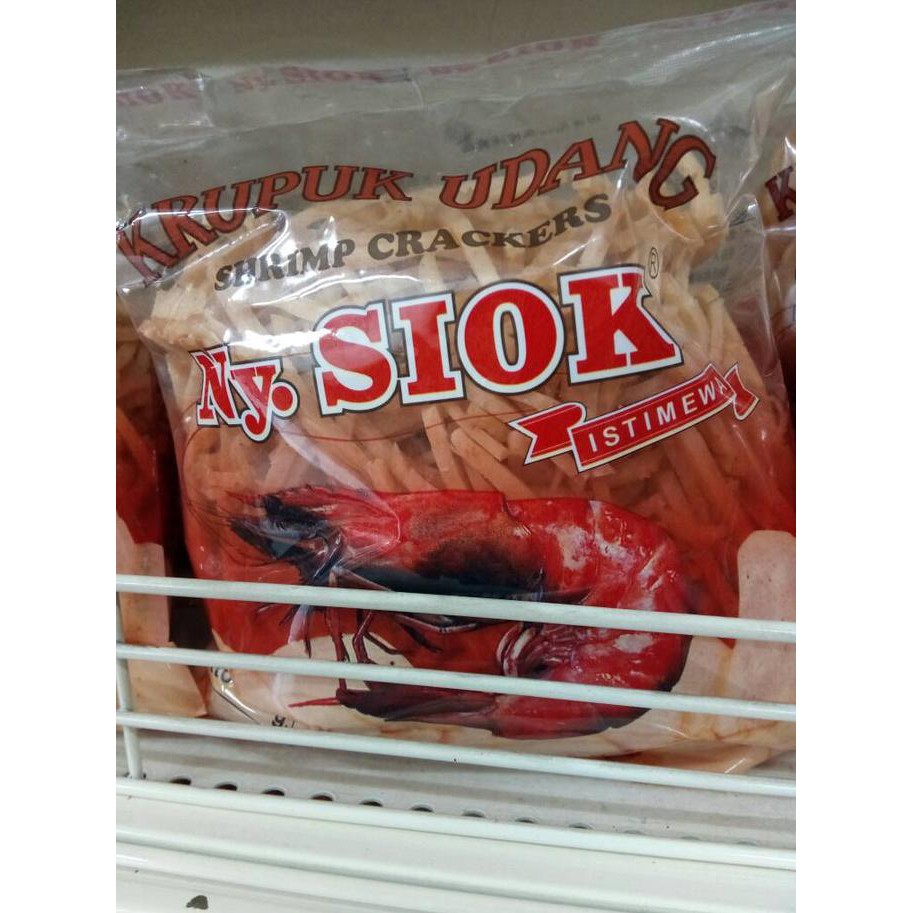 KRUPUK UDANG
SHRIMP CRACKERS
Ny. SIOK®
ISTIMEWA